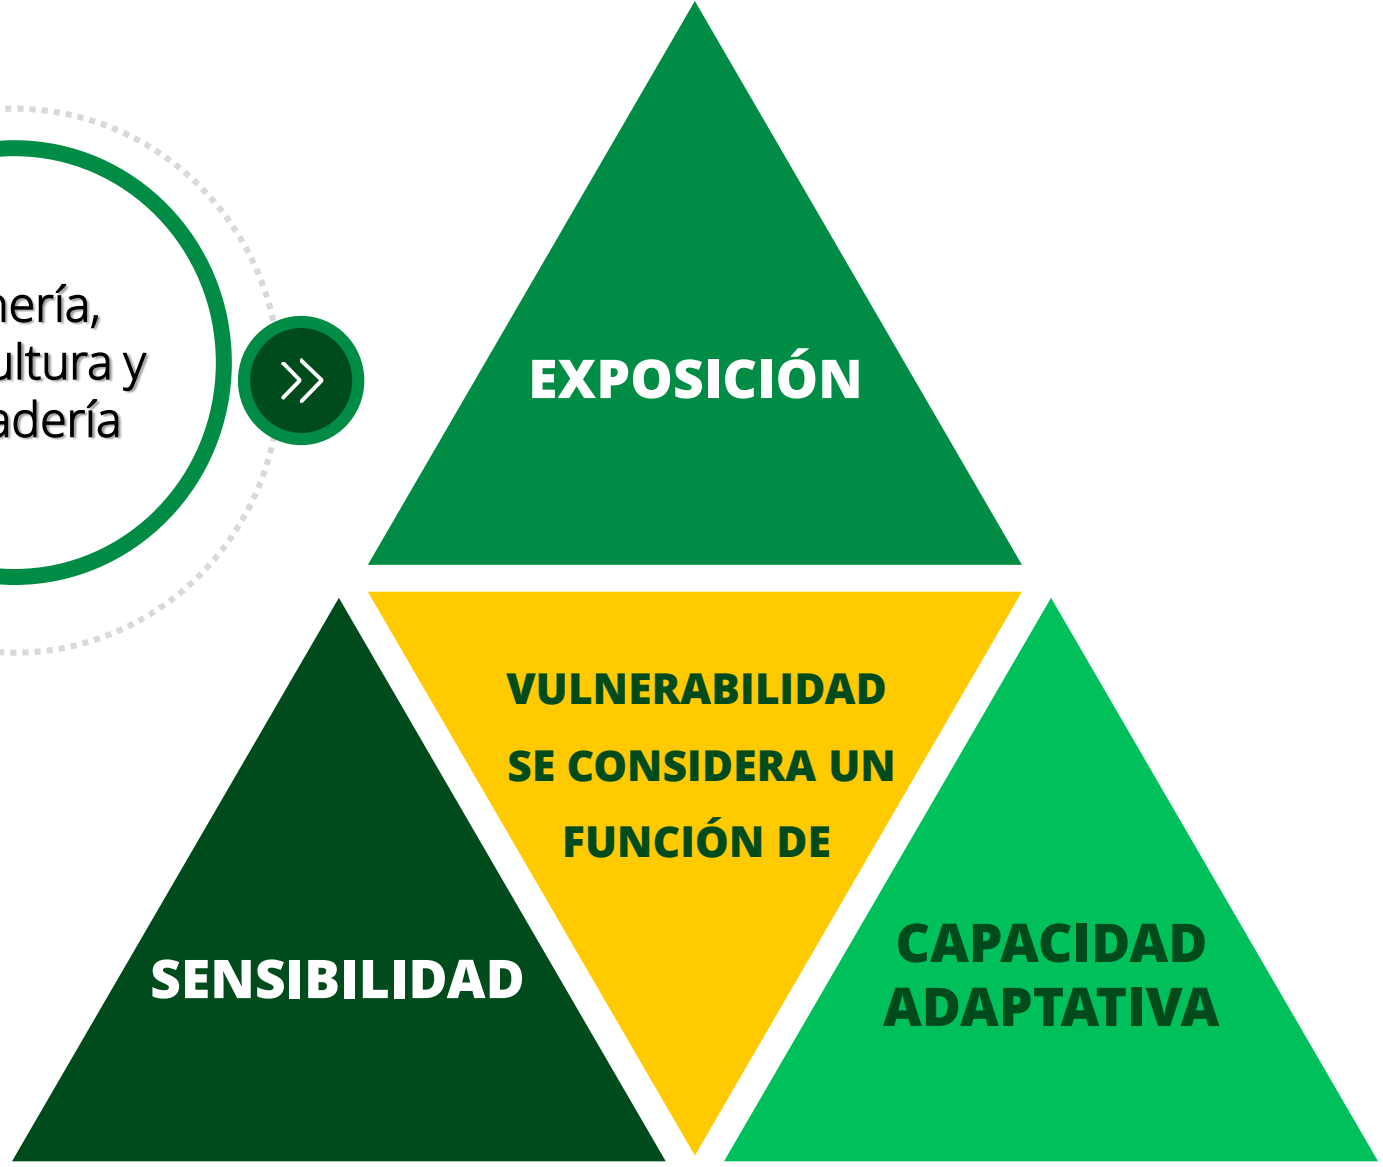 nería,
ultura y
adería
EXPOSICIÓN
VULNERABILIDAD
SE CONSIDERA UN
FUNCIÓN DE
SENSIBILIDAD
CAPACIDAD
ADAPTATIVA